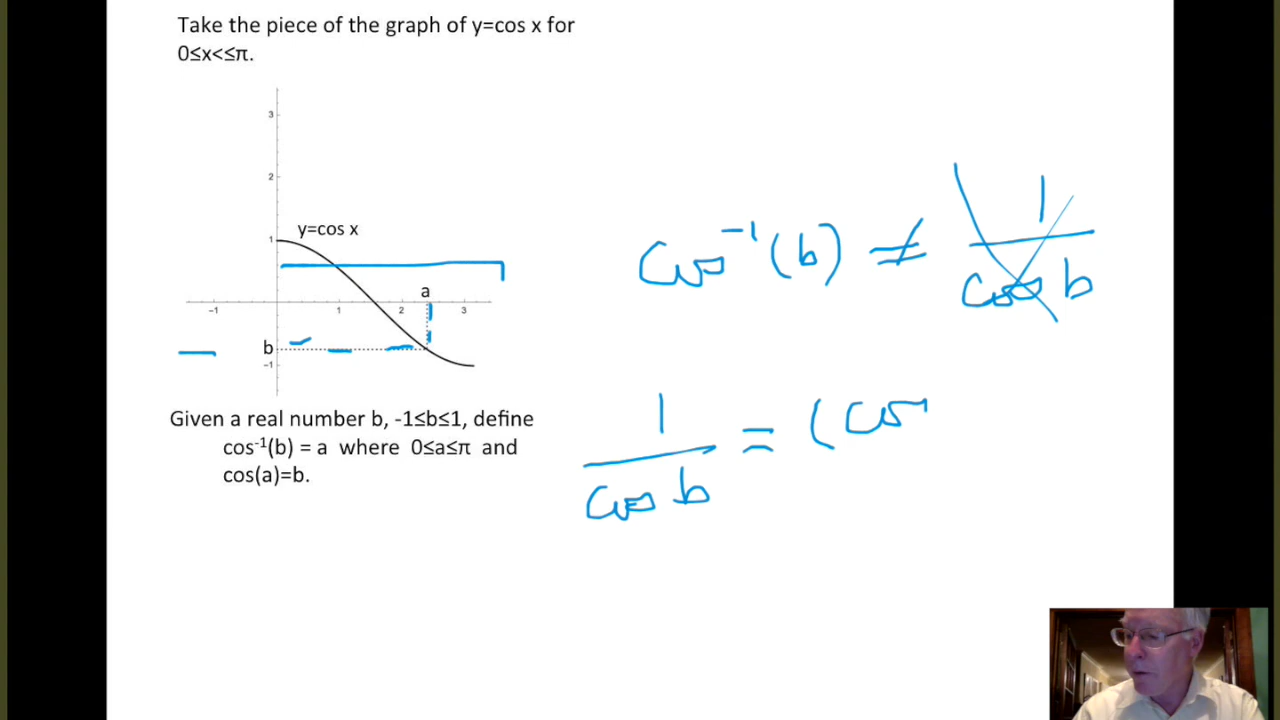 Take the piece of the graph of y=cos x for
0≤x<≤π.
3
2
y=cos x
1
a
-1 1 2 3
b
-1
Given a real number b, -1≤b≤1, define
cos⁻¹(b) = a where 0≤a≤π and
cos(a)=b.
cos⁻¹(b) ≠ 1/cos b
1/cos b = (cos